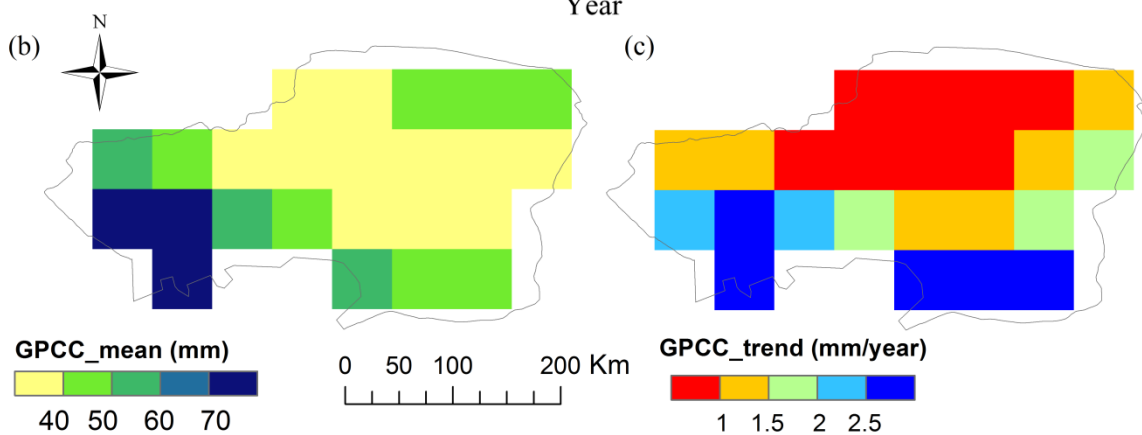 Year
(b)
N
(c)
GPCC_mean (mm)
40 50 60 70
0 50 100 200 Km
GPCC_trend (mm/year)
1 1.5 2 2.5